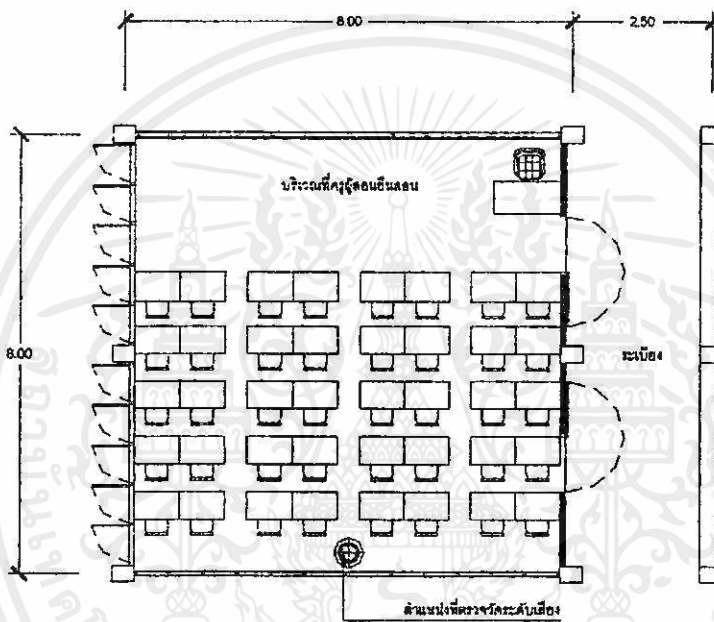 8.00
2.50
บริเวณที่ครูผู้สอนยืนสอน
8.00
ระเบียง
ตำแหน่งที่ตรวจวัดระดับเสียง